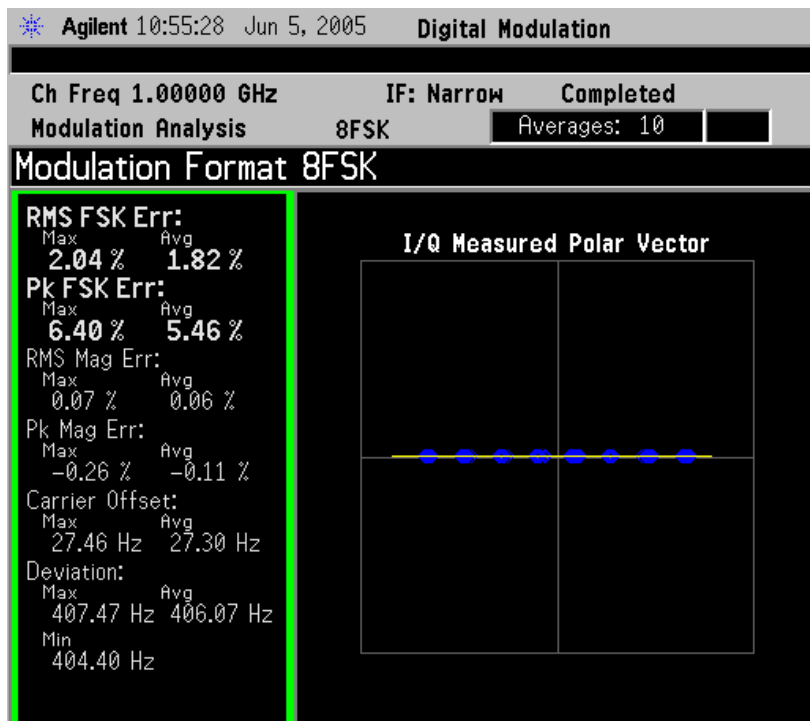 Agilent 10:55:28 Jun 5, 2005 Digital Modulation
Ch Freq 1.00000 GHz IF: Narrow Completed
Modulation Analysis 8FSK Averages: 10
Modulation Format 8FSK
RMS FSK Err:
Max Avg
2.04 % 1.82 %
Pk FSK Err:
Max Avg
6.40 % 5.46 %
RMS Mag Err:
Max Avg
0.07 % 0.06 %
Pk Mag Err:
Max Avg
-0.26 % -0.11 %
Carrier Offset:
Max Avg
27.46 Hz 27.30 Hz
Deviation:
Max Avg
407.47 Hz 406.07 Hz
Min
404.40 Hz
I/Q Measured Polar Vector